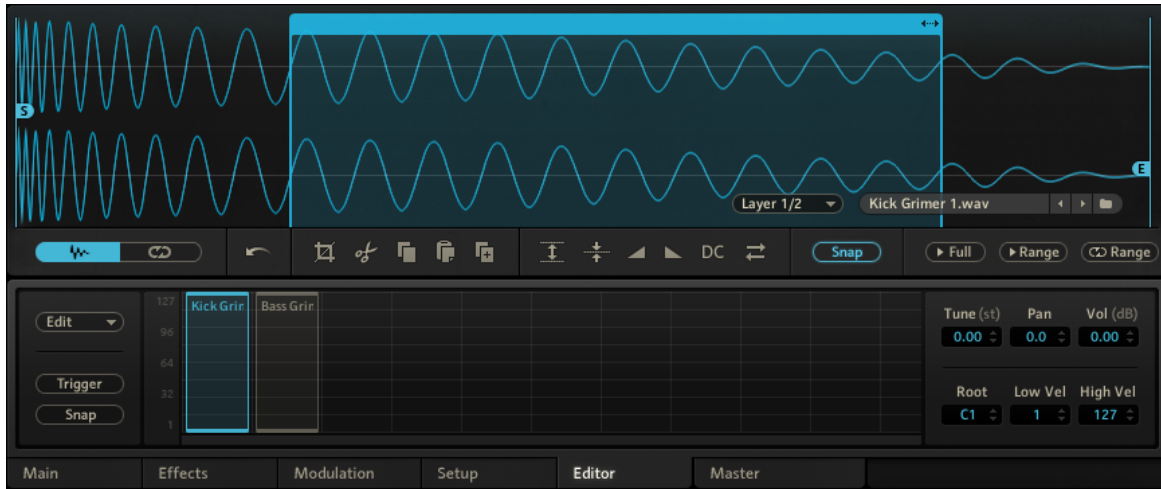 S
E
Layer 1/2
Kick Grimer 1.wav
DC
Snap
Full
Range
Range
Edit
Trigger
Snap
127
96
64
32
1
Kick Grir
Bass Grir
Tune (st) Pan Vol (dB)
0.00 0.0 0.00
Root Low Vel High Vel
C1 1 127
Main Effects Modulation Setup Editor Master